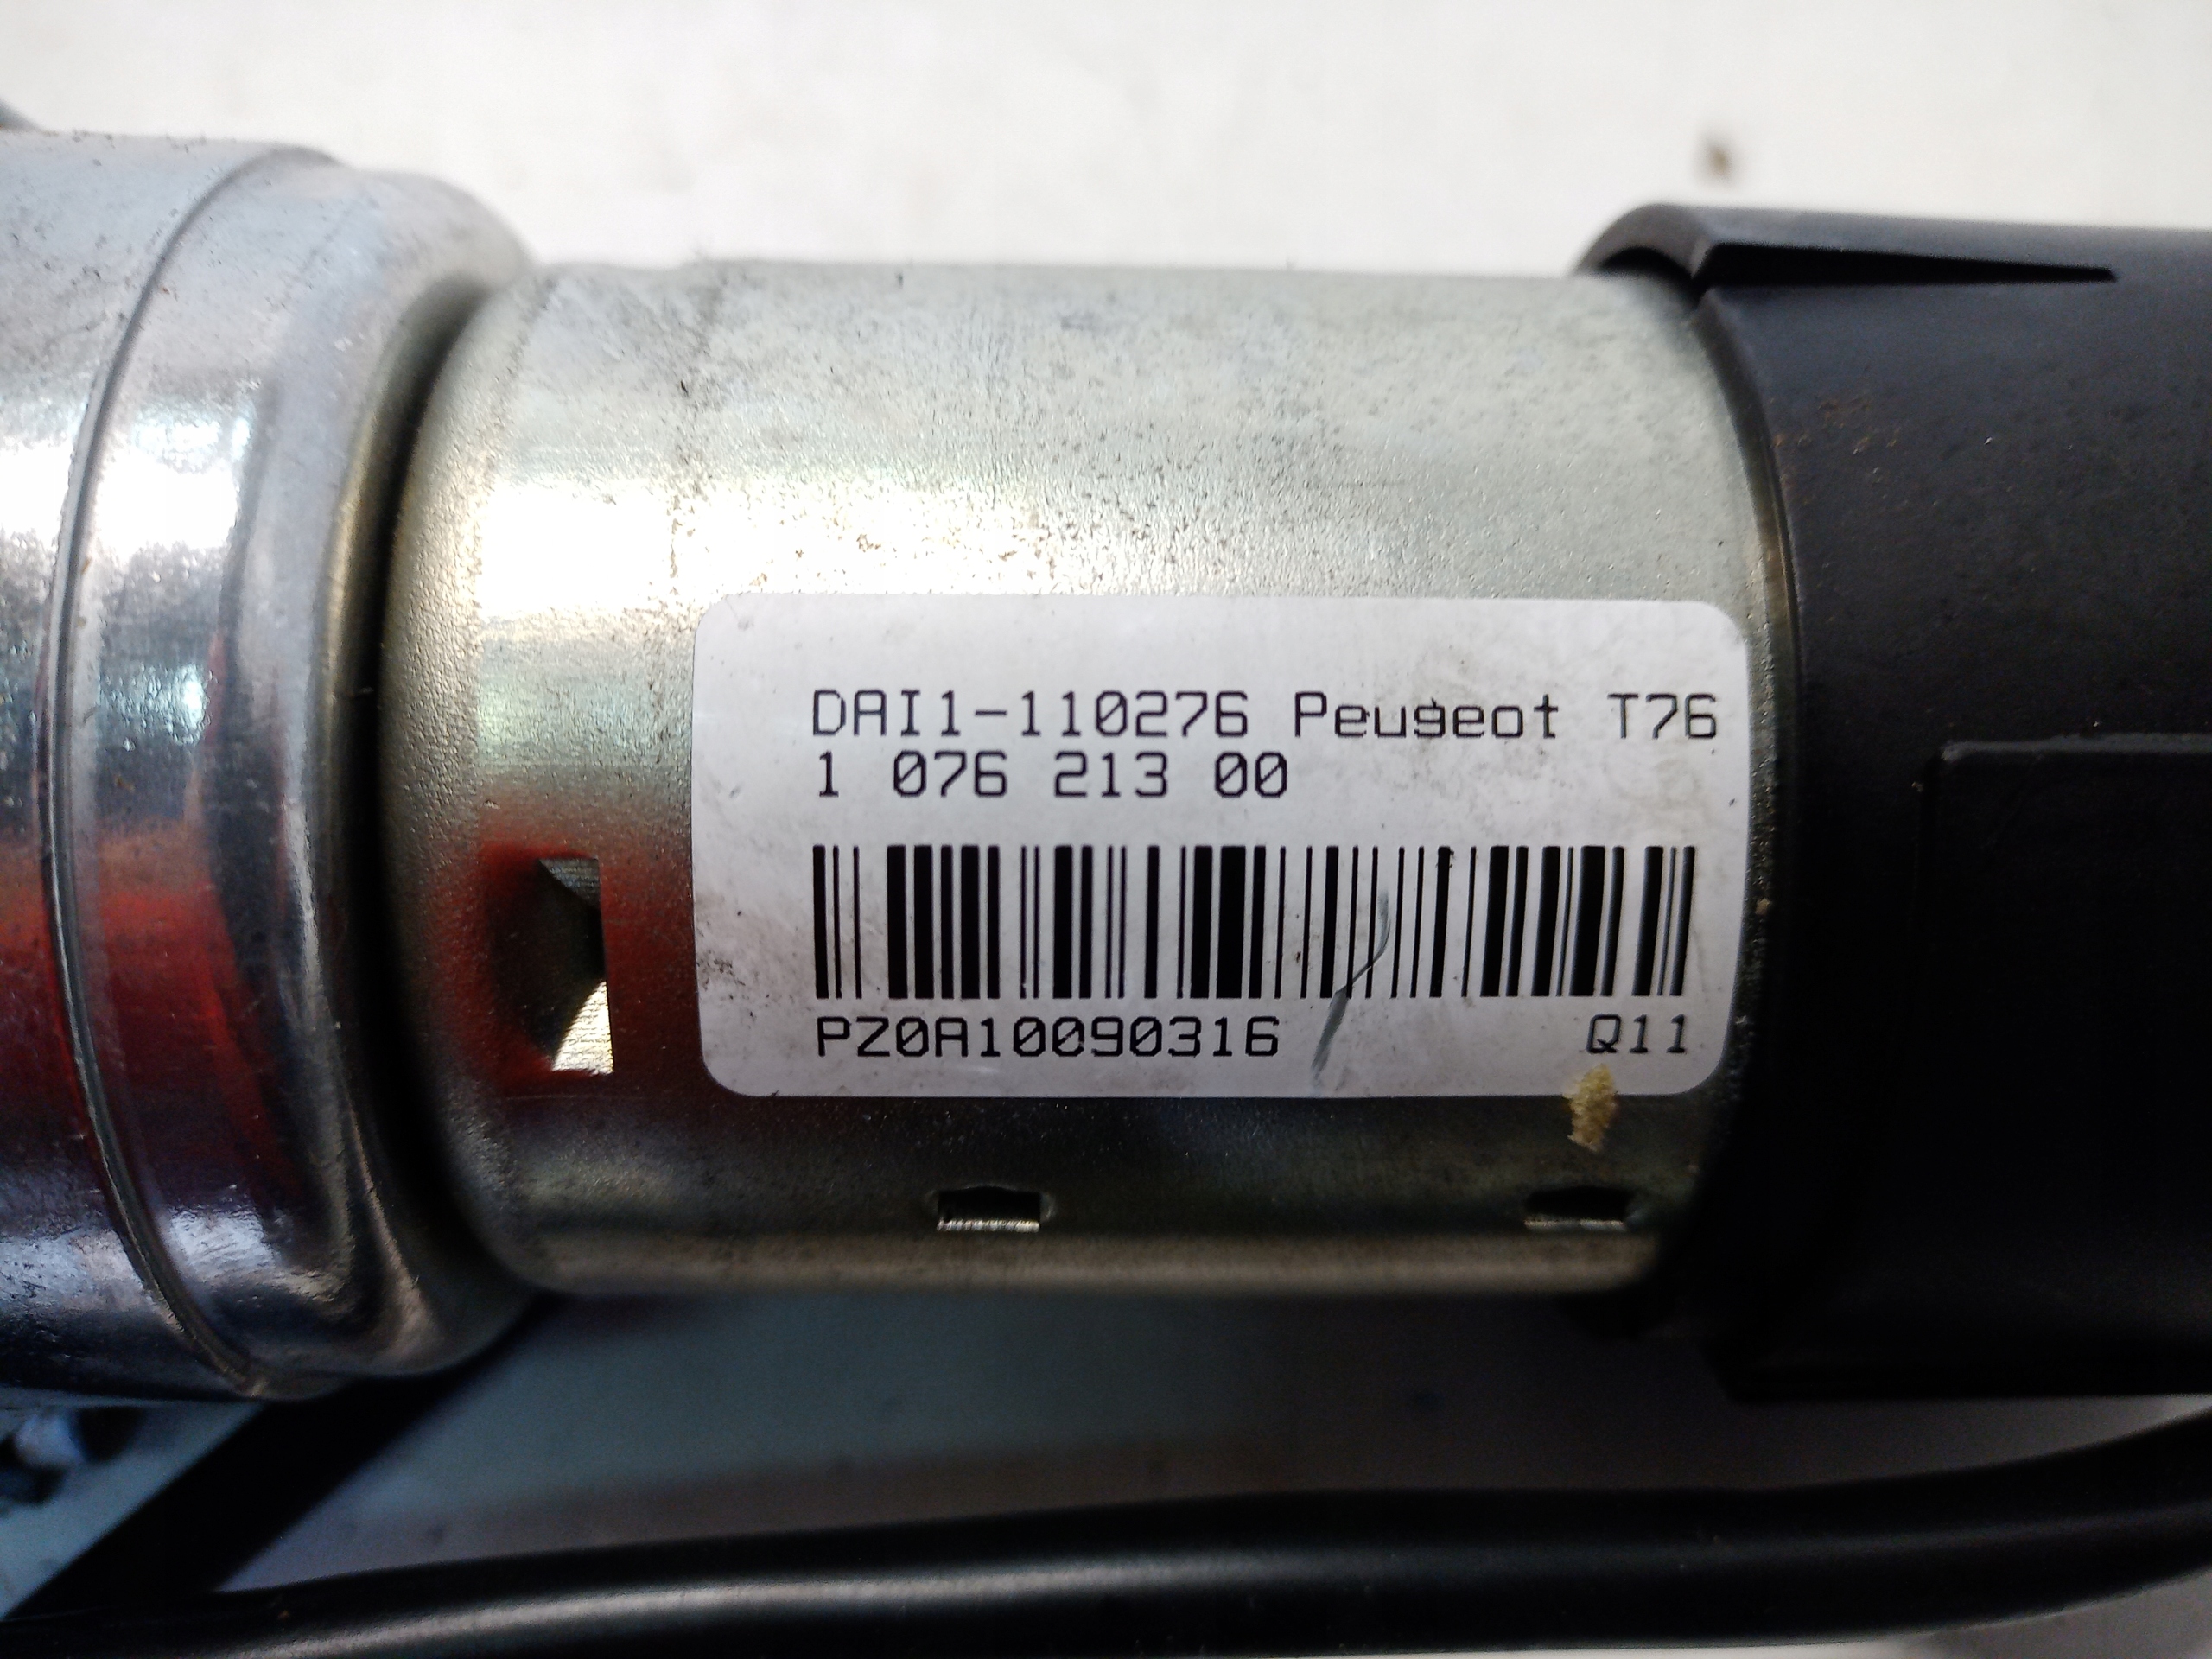 DAI1-110276 Peugeot T76
1 076 213 00
PZ0A10090316 Q11